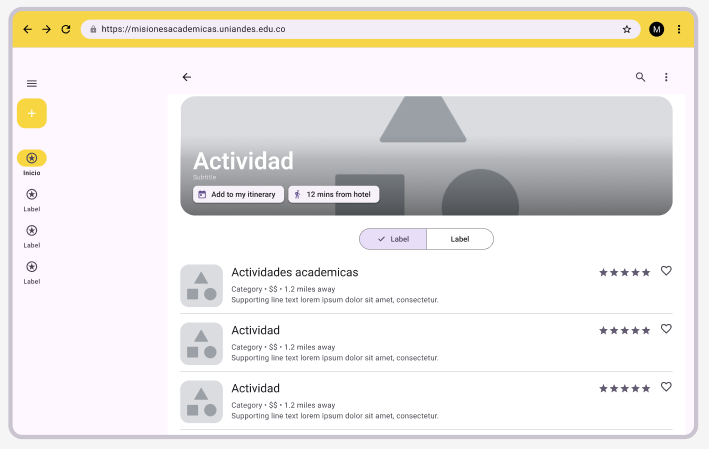 https://misionesacademicas.uniandes.edu.co
M
Inicio
Label
Label
Label
Actividad
Subtitle
Add to my itinerary
12 mins from hotel
Label
Label
Actividades academicas
Category • $$ • 1.2 miles away
Supporting line text lorem ipsum dolor sit amet, consectetur.
Actividad
Category • $$ • 1.2 miles away
Supporting line text lorem ipsum dolor sit amet, consectetur.
Actividad
Category • $$ • 1.2 miles away
Supporting line text lorem ipsum dolor sit amet, consectetur.